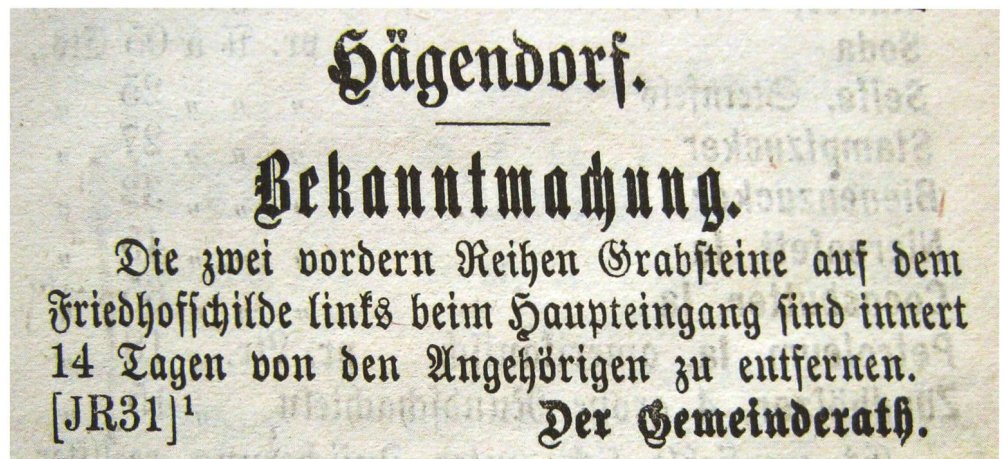 Hägendorf.
Bekanntmachung.
Die zwei vordern Reihen Grabsteine auf dem
Friedhofschilde links beim Haupteingang sind innert
14 Tagen von den Angehörigen zu entfernen.
[JR31]¹ Der Gemeinderath.